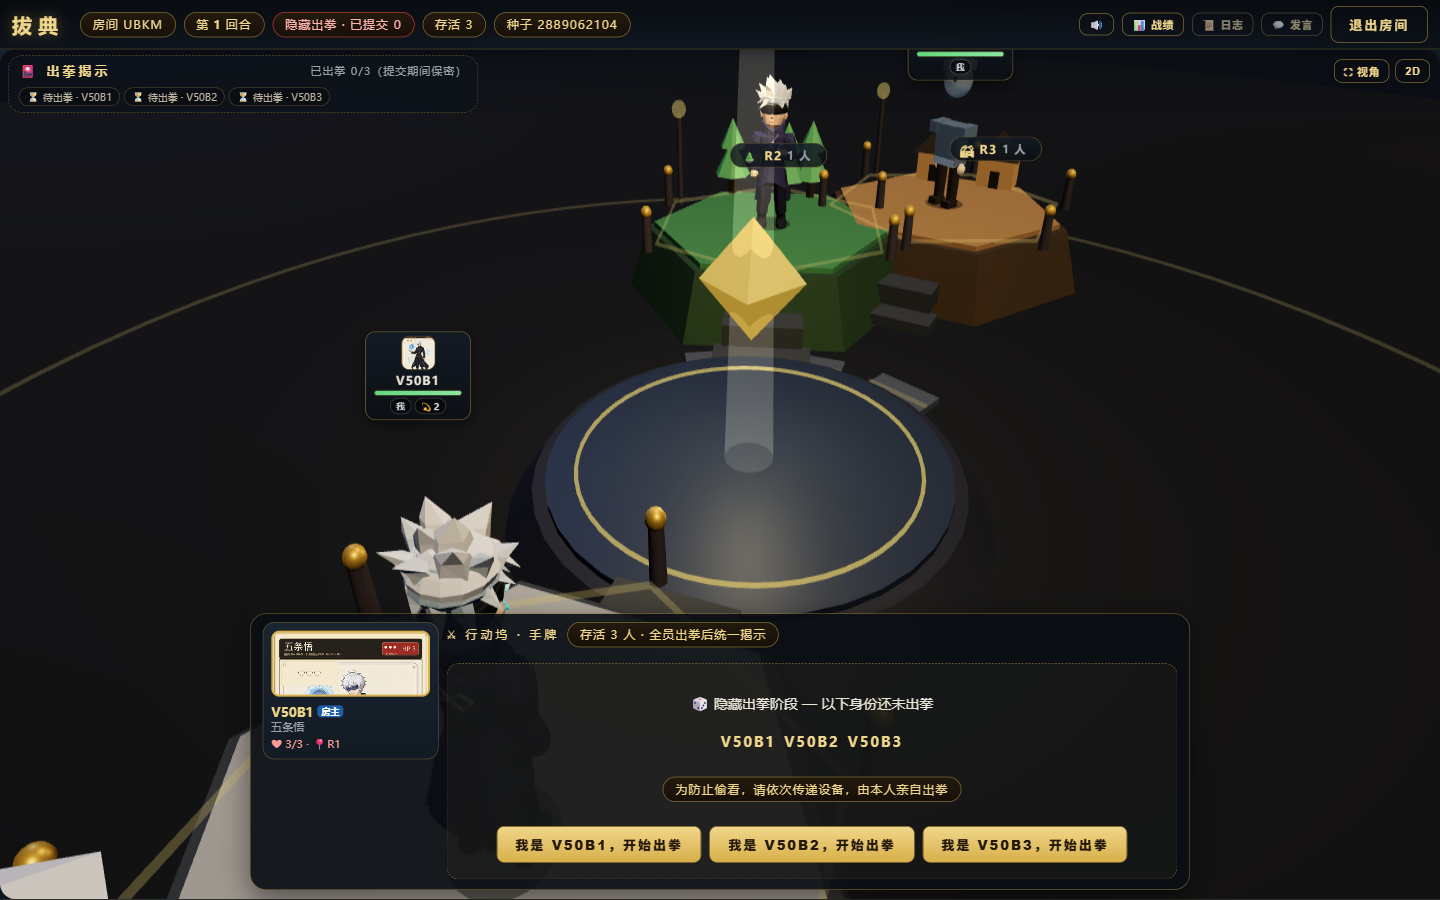 拔典
房间 UBKM
第 1 回合
隐藏出拳 · 已提交 0
存活 3
种子 2889062104
战绩
日志
发言
退出房间
出拳揭示
已出拳 0/3（提交期间保密）
待出拳 · V50B1
待出拳 · V50B2
待出拳 · V50B3
视角
2D
我
R2 1 人
R3 1 人
V50B1
我
2
行动坞 · 手牌
存活 3 人 · 全员出拳后统一揭示
五条悟
HP 3
V50B1 房主
五条悟
3/3 · R1
隐藏出拳阶段 — 以下身份还未出拳
V50B1 V50B2 V50B3
为防止偷看，请依次传递设备，由本人亲自出拳
我是 V50B1，开始出拳
我是 V50B2，开始出拳
我是 V50B3，开始出拳